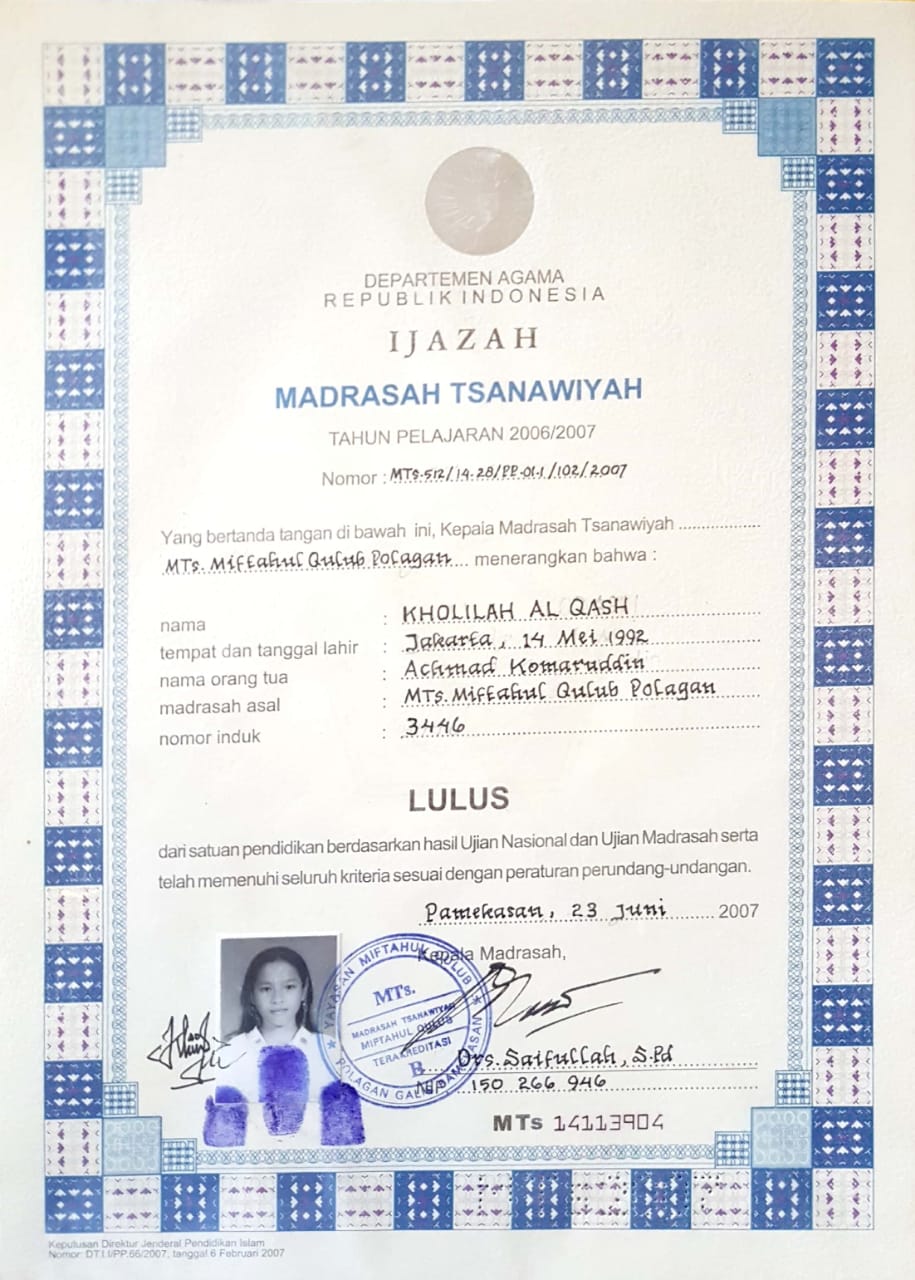 DEPARTEMEN AGAMA
REPUBLIK INDONESIA
IJAZAH
MADRASAH TSANAWIYAH
TAHUN PELAJARAN 2006/2007
Nomor : MTs.512/14.28/PP.01.1/102/2007
Yang bertanda tangan di bawah ini, Kepala Madrasah Tsanawiyah .................
MTs. Miftahul Qulub Polagan.... menerangkan bahwa :
nama : KHOLILAH AL QASH
tempat dan tanggal lahir : Jakarta, 14 Mei 1992
nama orang tua : Achmad Komaruddin
madrasah asal : MTs. Miftahul Qulub Polagan
nomor induk : 3446
LULUS
dari satuan pendidikan berdasarkan hasil Ujian Nasional dan Ujian Madrasah serta
telah memenuhi seluruh kriteria sesuai dengan peraturan perundang-undangan.
Pamekasan, 23 Juni ........ 2007
Kepala Madrasah,
YAYASAN MIFTAHUL QULUB
MTs.
MADRASAH TSANAWIYAH
MIFTAHUL QULUB
TERAKREDITASI
B
POLAGAN GALIS PAMEKASAN
Drs. Saifullah, S.Pd
NIP 150 266 946
MTs 14113904
Keputusan Direktur Jenderal Pendidikan Islam
Nomor: DT.I.I/PP.66/2007, tanggal 6 Februari 2007